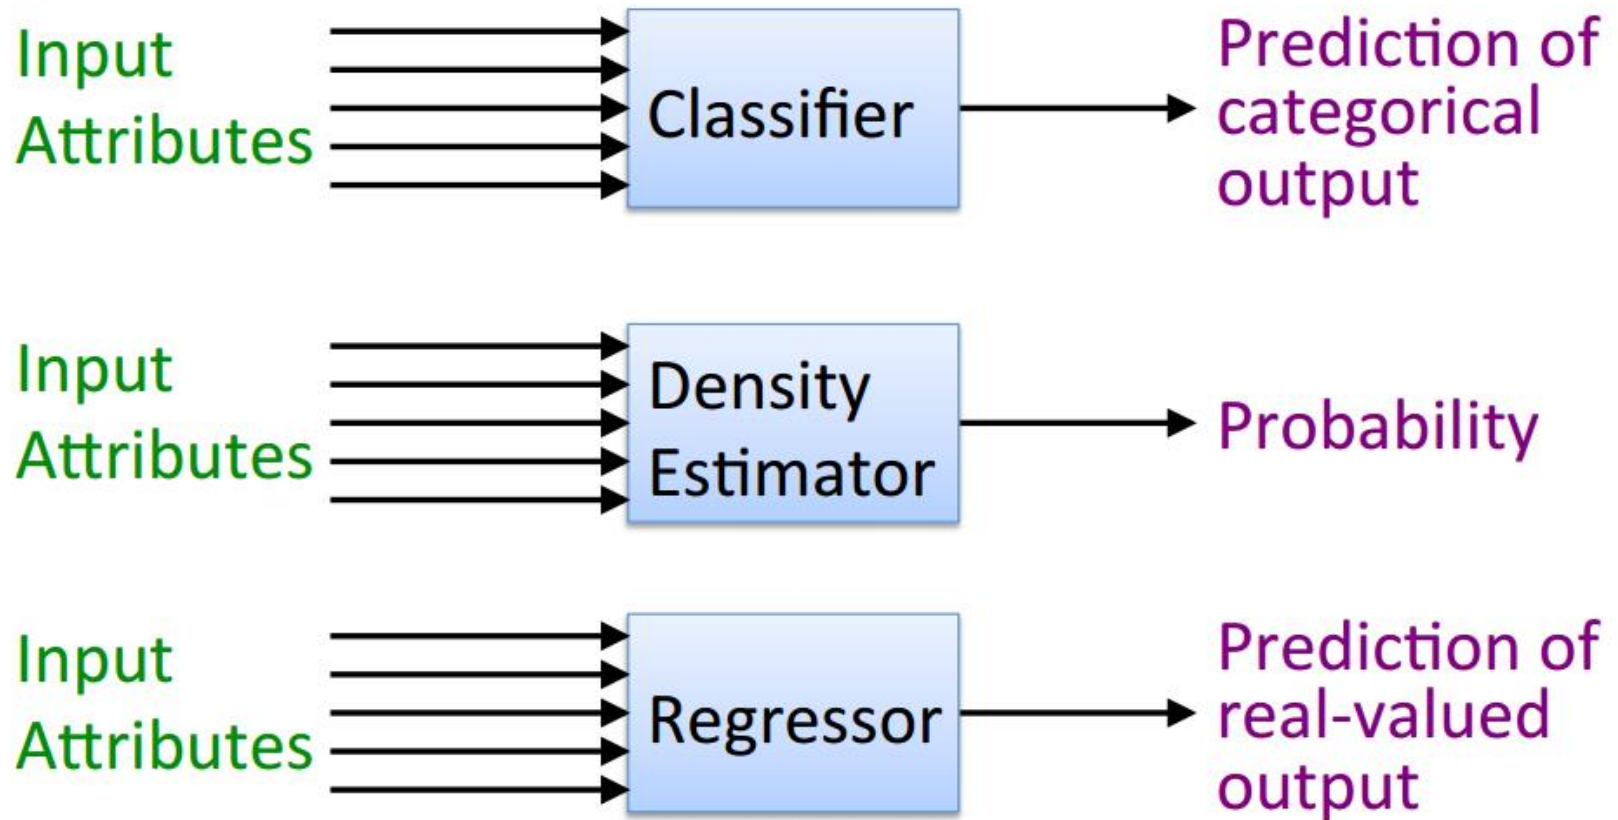 Input
Attributes
Classifier
Prediction of
categorical
output
Input
Attributes
Density
Estimator
Probability
Input
Attributes
Regressor
Prediction of
real-valued
output